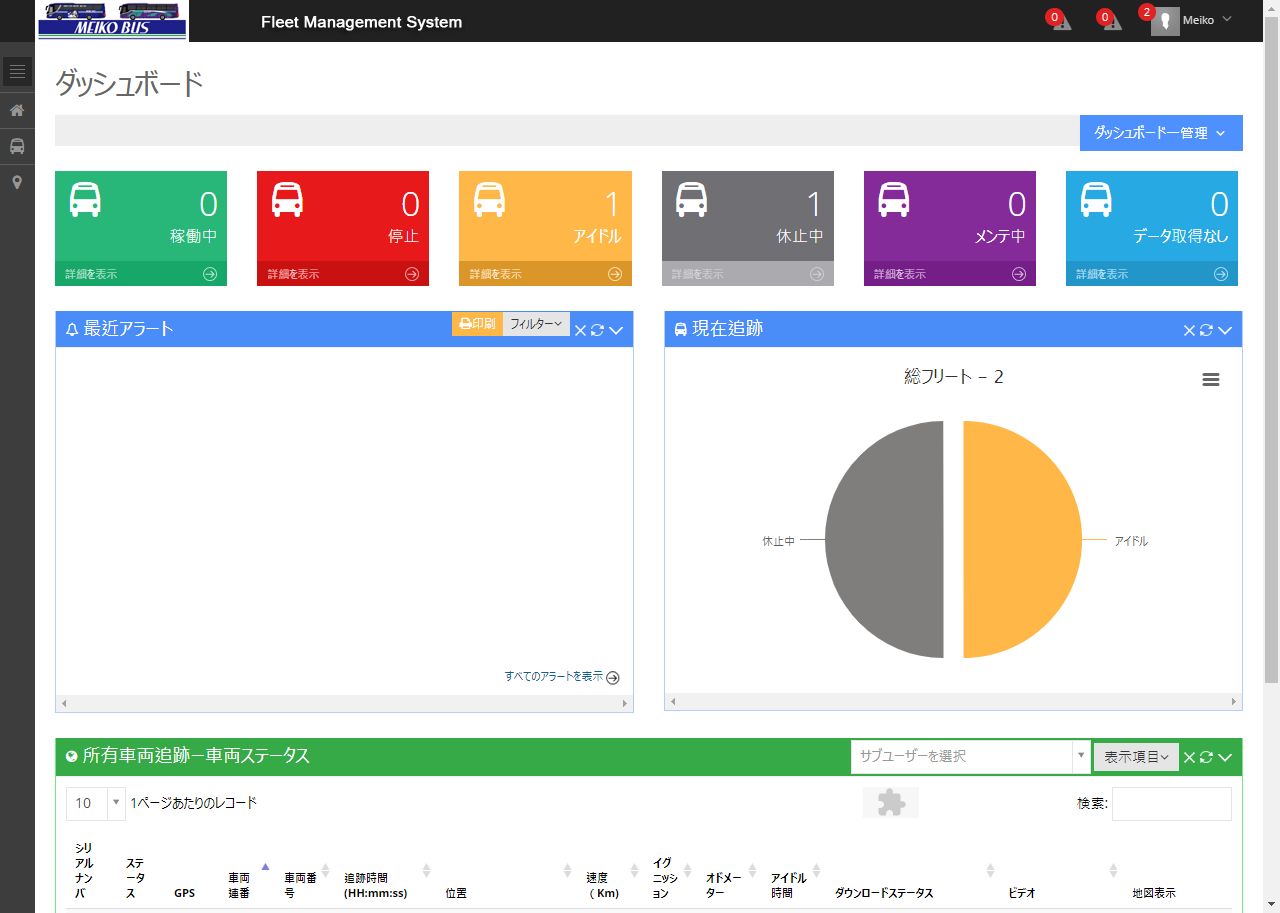 MEIKO BUS
Fleet Management System
0
0
2
Meiko
ダッシュボード
ダッシュボードー管理
0
稼働中
詳細を表示
0
停止
詳細を表示
1
アイドル
詳細を表示
1
休止中
詳細を表示
0
メンテ中
詳細を表示
0
データ取得なし
詳細を表示
最近アラート
印刷
フィルター
すべてのアラートを表示
現在追跡
総フリート – 2
休止中
アイドル
所有車両追跡ー車両ステータス
サブユーザーを選択
表示項目
10
1ページあたりのレコード
検索:
シリ
アル
ナン
バ
ステ
ータ
ス
GPS
車両
連番
車両番
号
追跡時間
(HH:mm:ss)
位置
速度
( Km)
イグ
ニッシ
ョン
オドメー
ター
アイドル
時間
ダウンロードステータス
ビデオ
地図表示